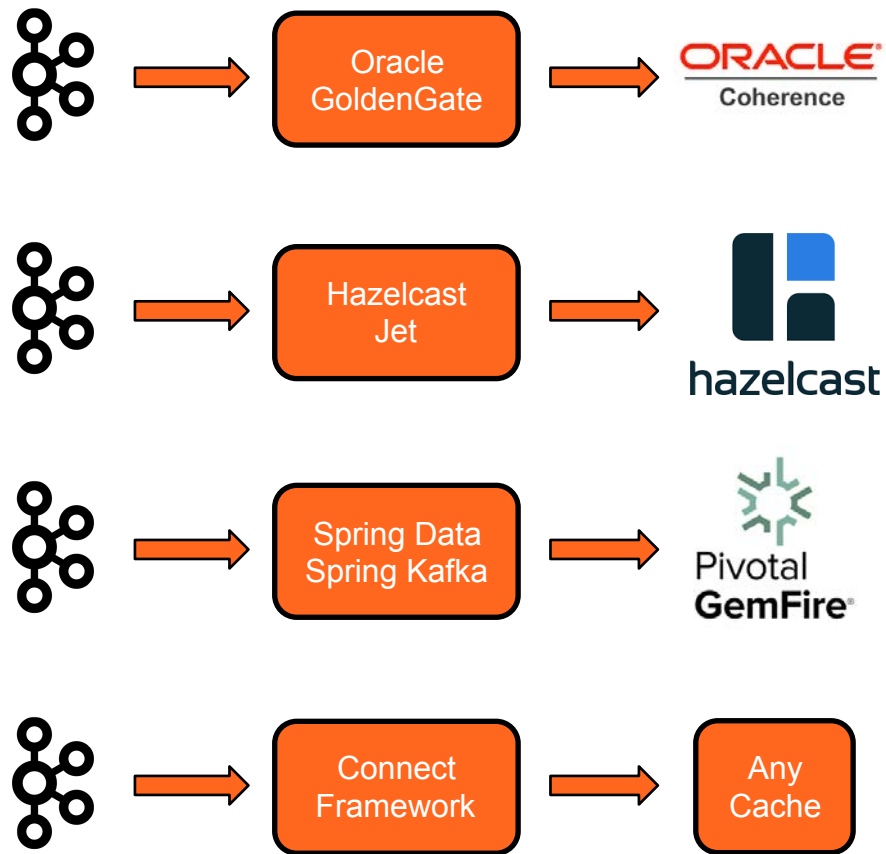 Oracle
GoldenGate
ORACLE®
Coherence
Hazelcast
Jet
hazelcast
Spring Data
Spring Kafka
Pivotal
GemFire®
Connect
Framework
Any
Cache